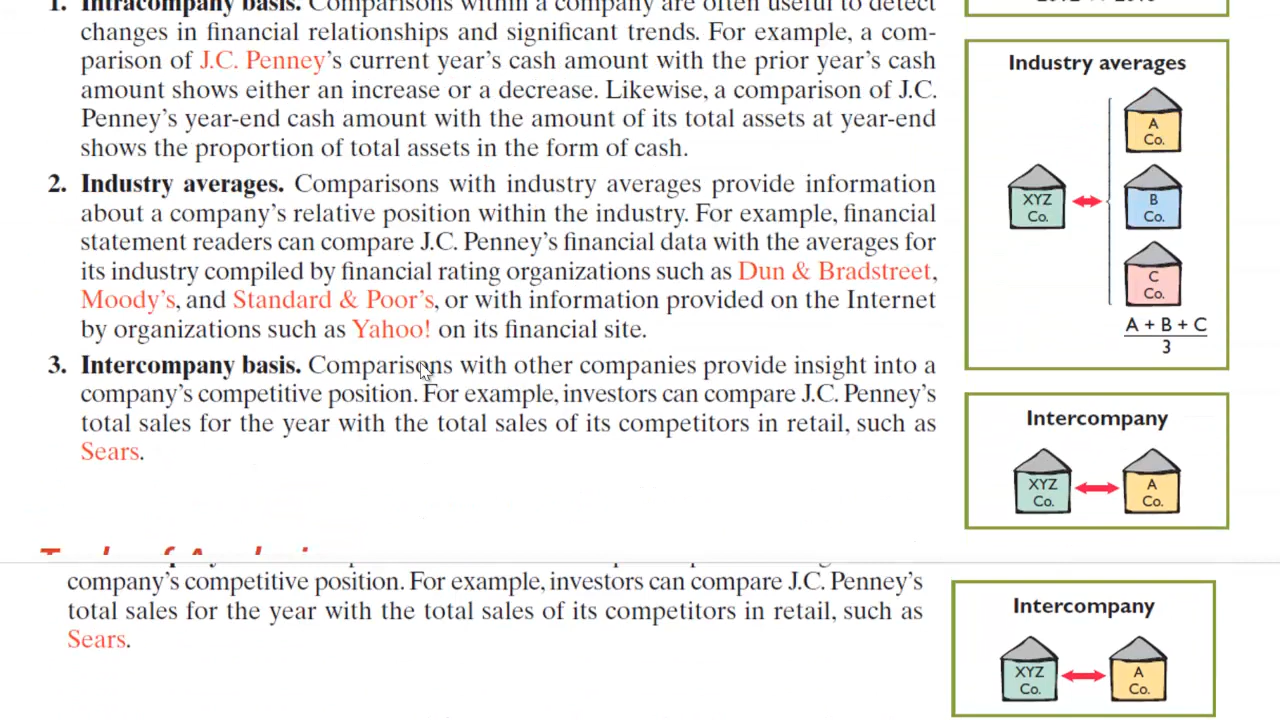 1. Intracompany basis. Comparisons within a company are often useful to detect
changes in financial relationships and significant trends. For example, a com-
parison of J.C. Penney's current year's cash amount with the prior year's cash
amount shows either an increase or a decrease. Likewise, a comparison of J.C.
Penney's year-end cash amount with the amount of its total assets at year-end
shows the proportion of total assets in the form of cash.
2. Industry averages. Comparisons with industry averages provide information
about a company's relative position within the industry. For example, financial
statement readers can compare J.C. Penney's financial data with the averages for
its industry compiled by financial rating organizations such as Dun & Bradstreet,
Moody's, and Standard & Poor's, or with information provided on the Internet
by organizations such as Yahoo! on its financial site.
3. Intercompany basis. Comparisons with other companies provide insight into a
company's competitive position. For example, investors can compare J.C. Penney's
total sales for the year with the total sales of its competitors in retail, such as
Sears.
Industry averages
A
Co.
XYZ
Co.
B
Co.
C
Co.
A + B + C
3
Intercompany
XYZ
Co.
A
Co.
company's competitive position. For example, investors can compare J.C. Penney's
total sales for the year with the total sales of its competitors in retail, such as
Sears.
Intercompany
XYZ
Co.
A
Co.